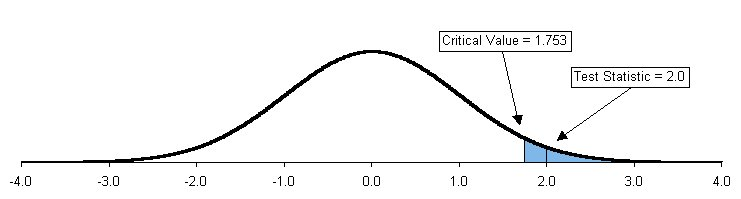 Critical Value = 1.753
Test Statistic = 2.0
-4.0 -3.0 -2.0 -1.0 0.0 1.0 2.0 3.0 4.0